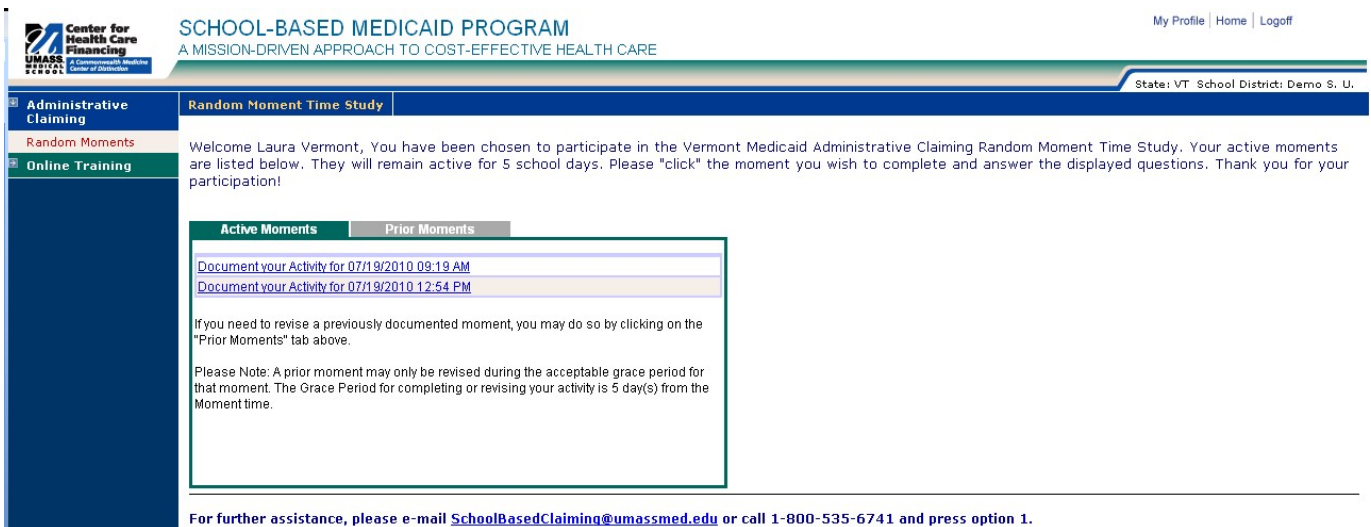 Center for
Health Care
Financing
UMASS.
MEDICAL
SCHOOL
A Commonwealth Medicine
Center of Distinction
SCHOOL-BASED MEDICAID PROGRAM
A MISSION-DRIVEN APPROACH TO COST-EFFECTIVE HEALTH CARE
My Profile | Home | Logoff
State: VT School District: Demo S. U.
Administrative
Claiming
Random Moments
Online Training
Random Moment Time Study
Welcome Laura Vermont, You have been chosen to participate in the Vermont Medicaid Administrative Claiming Random Moment Time Study. Your active moments
are listed below. They will remain active for 5 school days. Please "click" the moment you wish to complete and answer the displayed questions. Thank you for your
participation!
Active Moments
Prior Moments
Document your Activity for 07/19/2010 09:19 AM
Document your Activity for 07/19/2010 12:54 PM
If you need to revise a previously documented moment, you may do so by clicking on the
"Prior Moments" tab above.
Please Note: A prior moment may only be revised during the acceptable grace period for
that moment. The Grace Period for completing or revising your activity is 5 day(s) from the
Moment time.
For further assistance, please e-mail SchoolBasedClaiming@umassmed.edu or call 1-800-535-6741 and press option 1.